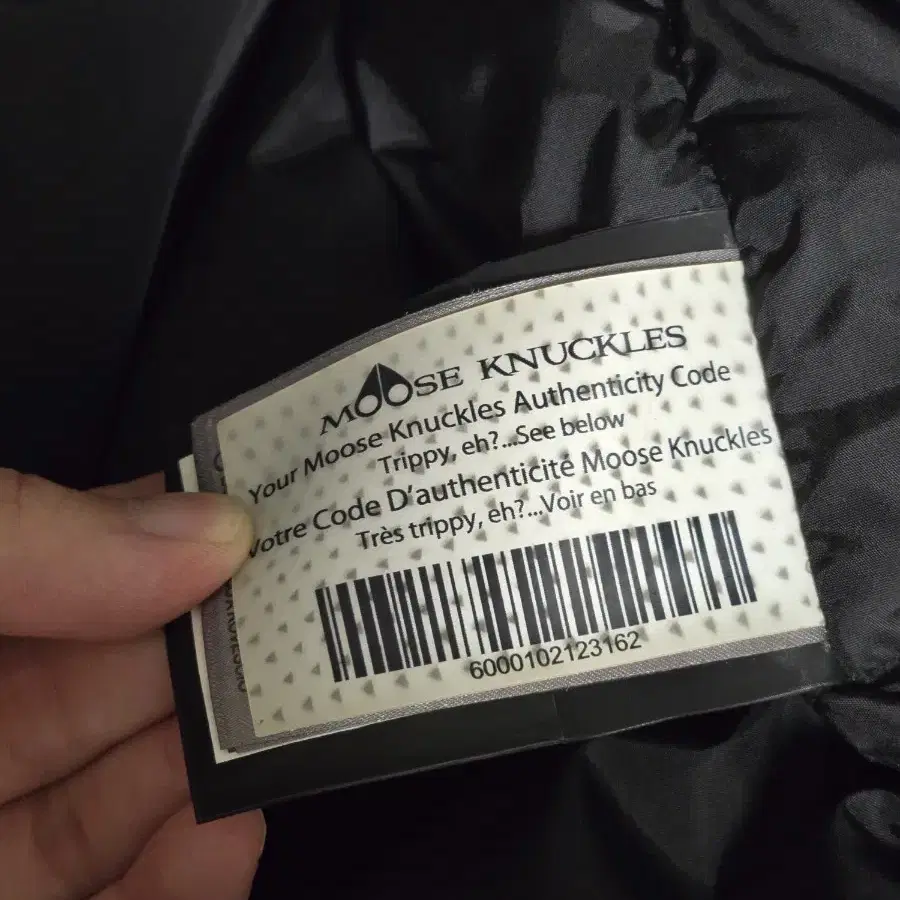 MOOSE KNUCKLES
Your Moose Knuckles Authenticity Code
Trippy, eh?...See below
Votre Code D'authenticité Moose Knuckles
Très trippy, eh?...Voir en bas
6000102123162